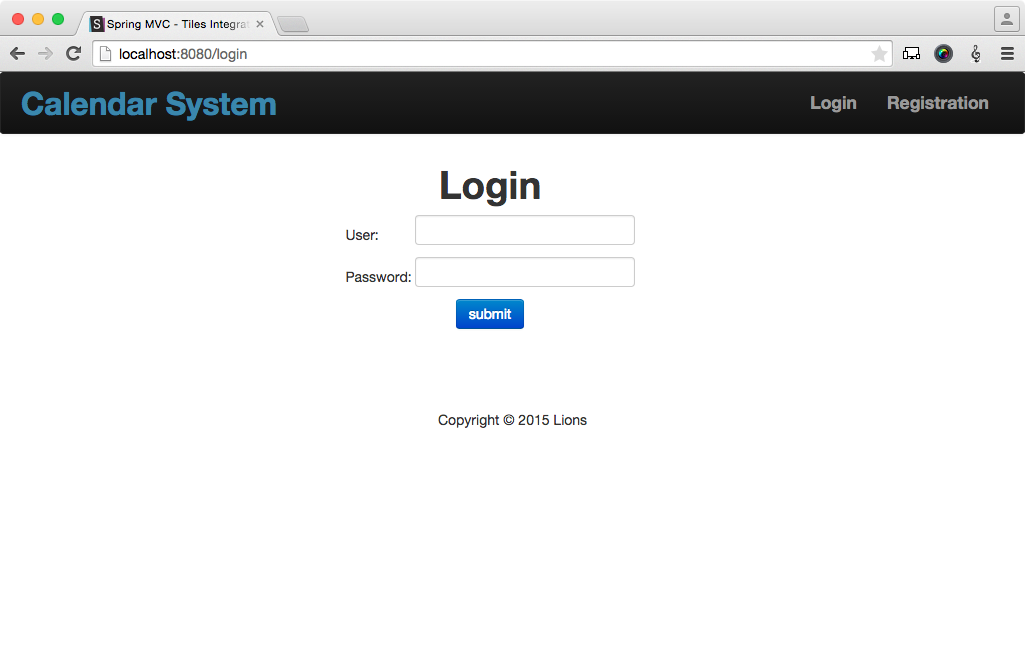 Spring MVC - Tiles Integrat
localhost:8080/login
Calendar System
Login
Registration
Login
User:
Password:
submit
Copyright © 2015 Lions